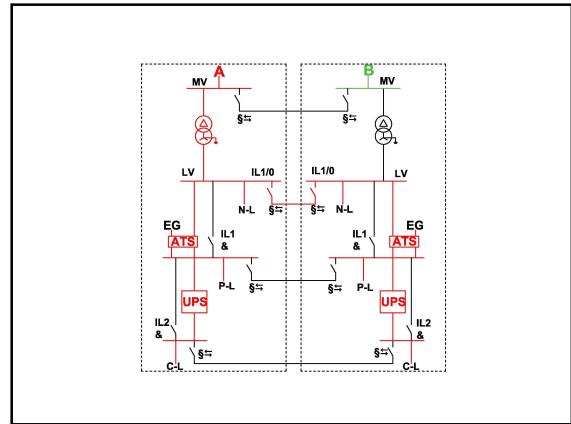 A B
MV MV
§⇆ §⇆
LV IL1/0 IL1/0 LV
N-L §⇆ §⇆ N-L
EG IL1 & IL1 & EG
ATS ATS
P-L §⇆ §⇆ P-L
UPS UPS
IL2 & IL2 &
§⇆ §⇆
C-L C-L